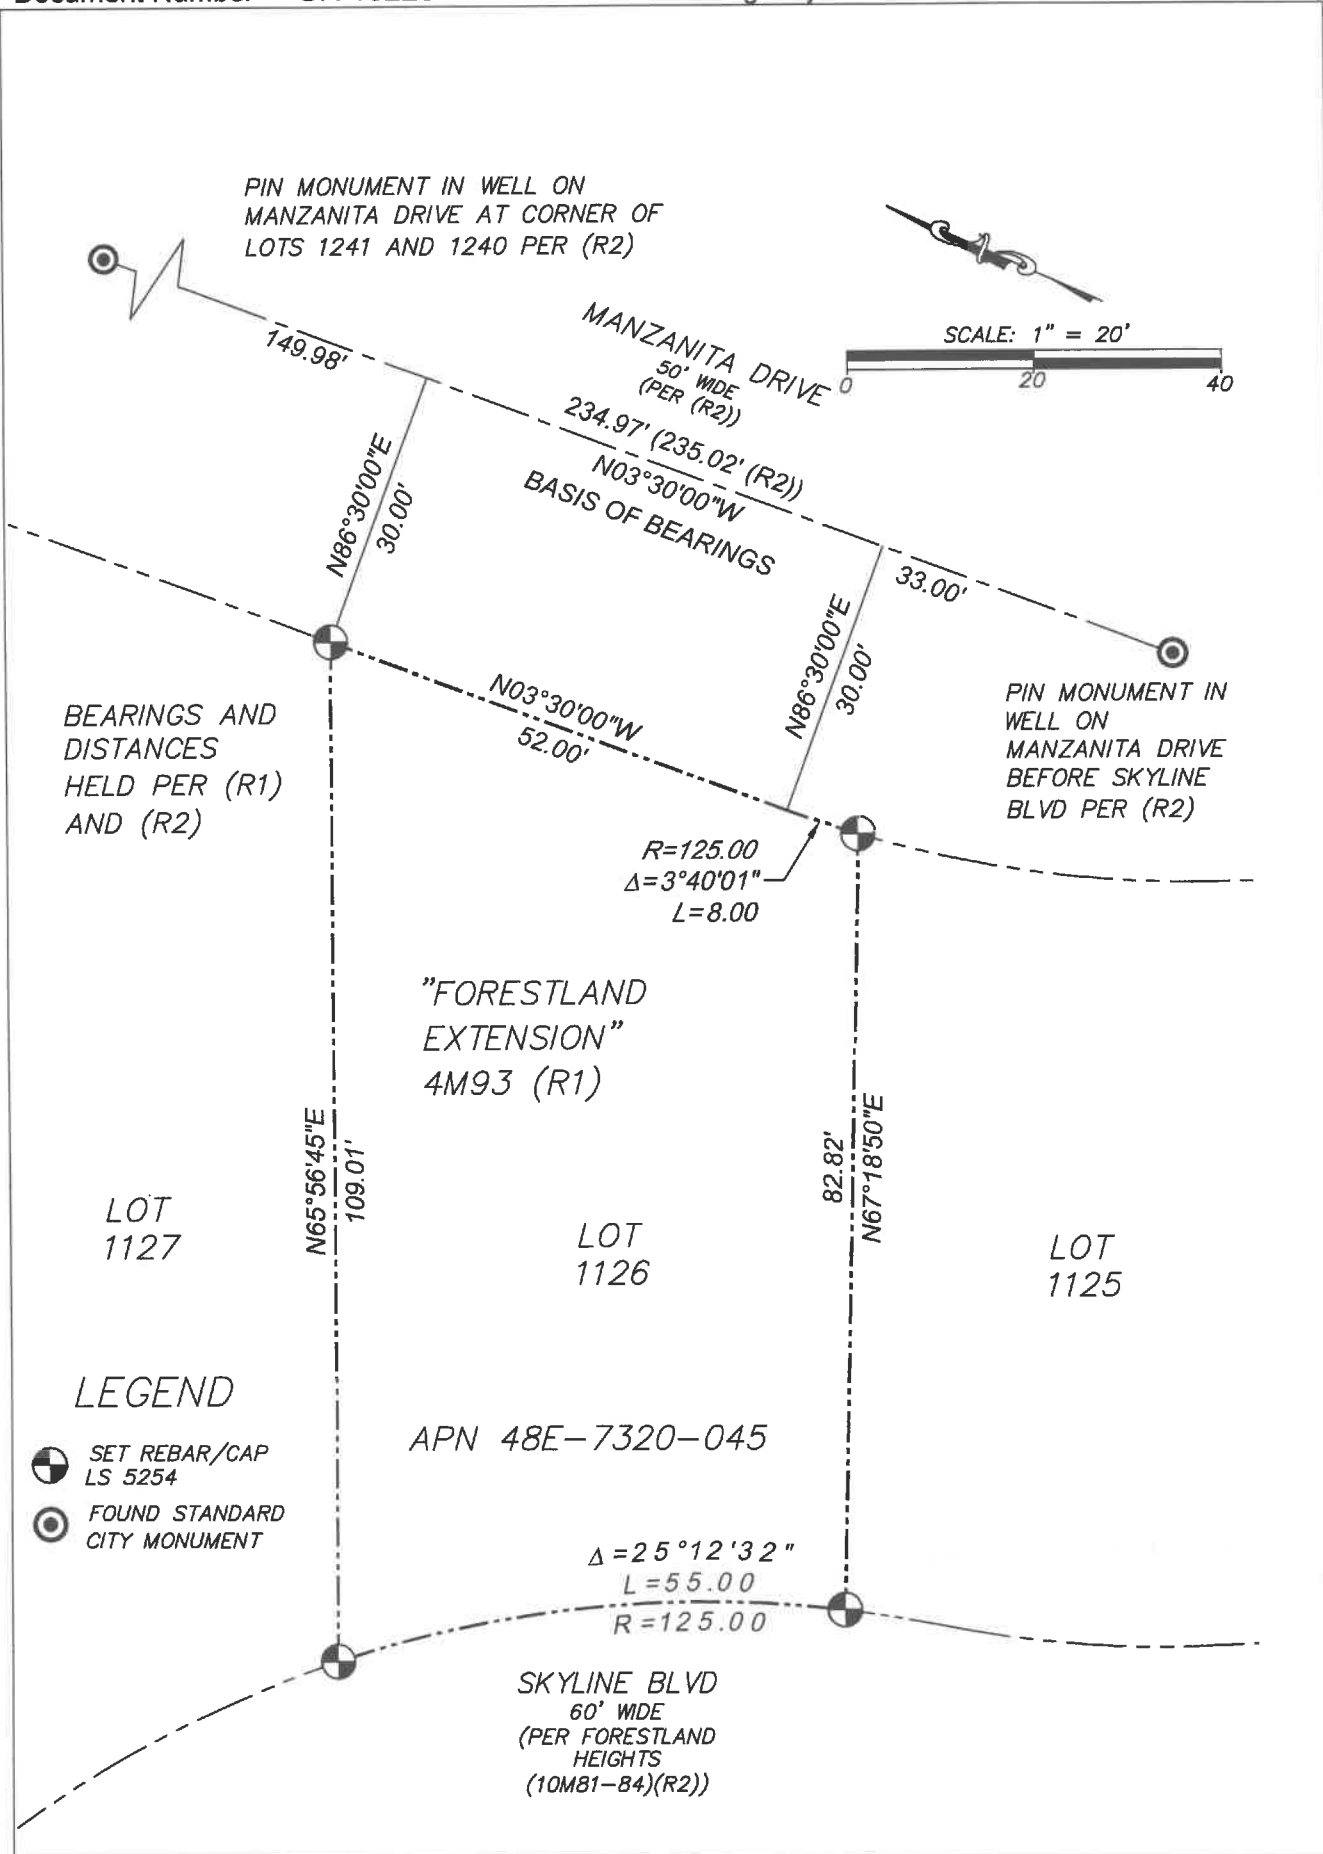 Document Number
PIN MONUMENT IN WELL ON
MANZANITA DRIVE AT CORNER OF
LOTS 1241 AND 1240 PER (R2)
149.98'
MANZANITA DRIVE
50' WIDE
(PER (R2))
SCALE: 1" = 20'
0 20 40
234.97' (235.02' (R2))
N03°30'00"W
BASIS OF BEARINGS
N86°30'00"E
30.00'
33.00'
N86°30'00"E
30.00'
PIN MONUMENT IN
WELL ON
MANZANITA DRIVE
BEFORE SKYLINE
BLVD PER (R2)
BEARINGS AND
DISTANCES
HELD PER (R1)
AND (R2)
N03°30'00"W
52.00'
R=125.00
Δ=3°40'01"
L=8.00
"FORESTLAND
EXTENSION"
4M93 (R1)
N65°56'45"E
109.01'
82.82'
N67°18'50"E
LOT
1127
LOT
1126
LOT
1125
LEGEND
SET REBAR/CAP
LS 5254
FOUND STANDARD
CITY MONUMENT
APN 48E-7320-045
Δ=25°12'32"
L=55.00
R=125.00
SKYLINE BLVD
60' WIDE
(PER FORESTLAND
HEIGHTS
(10M81-84)(R2))